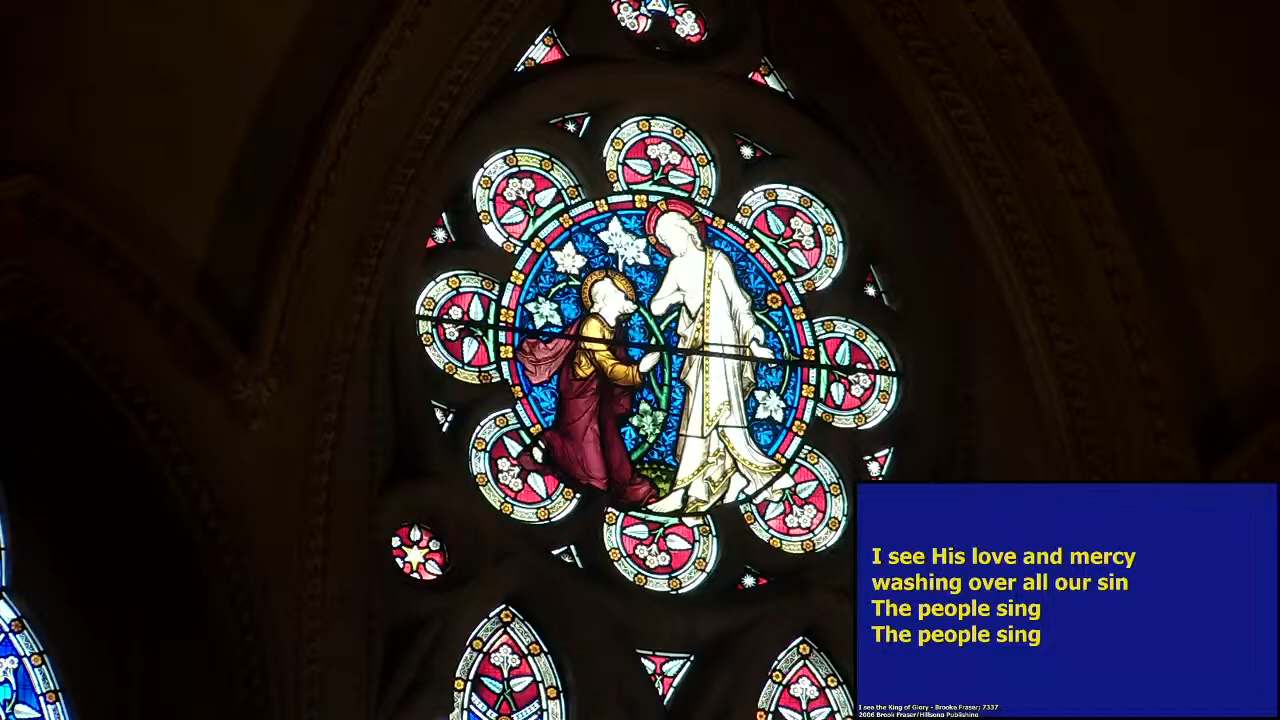 I see His love and mercy
washing over all our sin
The people sing
The people sing
I see the King of Glory - Brooke Fraser; 7337
2006 Brook Fraser/Hillsong Publishing